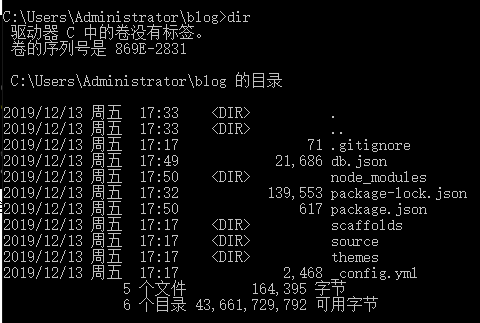 C:\Users\Administrator\blog>dir
驱动器 C 中的卷没有标签。
卷的序列号是 869E-2831
C:\Users\Administrator\blog 的目录
2019/12/13 周五 17:33 <DIR> .
2019/12/13 周五 17:33 <DIR> ..
2019/12/13 周五 17:17 71 .gitignore
2019/12/13 周五 17:49 21,686 db.json
2019/12/13 周五 17:50 <DIR> node_modules
2019/12/13 周五 17:32 139,553 package-lock.json
2019/12/13 周五 17:50 617 package.json
2019/12/13 周五 17:17 <DIR> scaffolds
2019/12/13 周五 17:17 <DIR> source
2019/12/13 周五 17:17 <DIR> themes
2019/12/13 周五 17:17 2,468 _config.yml
5 个文件 164,395 字节
6 个目录 43,661,729,792 可用字节